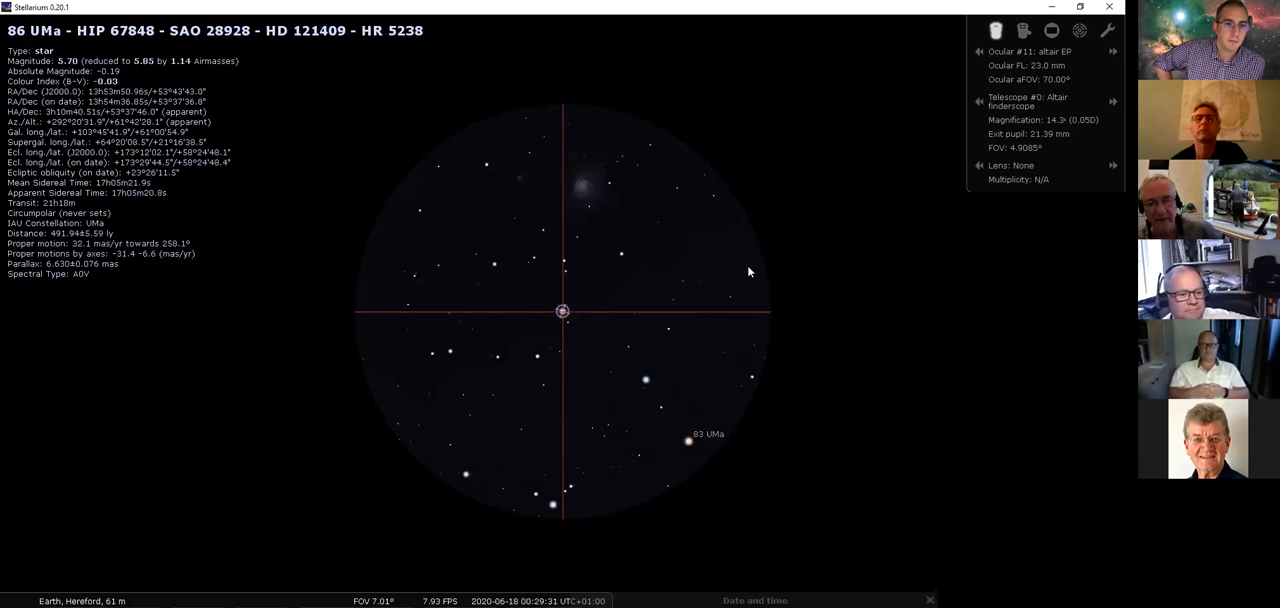 Stellarium 0.20.1
86 UMa - HIP 67848 - SAO 28928 - HD 121409 - HR 5238
Type: star
Magnitude: 5.70 (reduced to 5.85 by 1.14 Airmasses)
Absolute Magnitude: -0.19
Colour Index (B-V): -0.03
RA/Dec (J2000.0): 13h53m50.96s/+53°43'43.0"
RA/Dec (on date): 13h54m36.85s/+53°37'36.8"
HA/Dec: 3h10m40.51s/+53°37'46.0" (apparent)
Az./Alt.: +292°20'31.9"/+61°42'28.1" (apparent)
Gal. long./lat.: +103°45'41.9"/+61°00'54.9"
Supergal. long./lat.: +64°20'08.5"/+21°16'38.5"
Ecl. long./lat. (J2000.0): +173°12'02.1"/+58°24'48.1"
Ecl. long./lat. (on date): +173°29'44.5"/+58°24'48.4"
Ecliptic obliquity (on date): +23°26'11.5"
Mean Sidereal Time: 17h05m21.9s
Apparent Sidereal Time: 17h05m20.8s
Transit: 21h18m
Circumpolar (never sets)
IAU Constellation: UMa
Distance: 491.94±5.59 ly
Proper motion: 32.1 mas/yr towards 258.1°
Proper motions by axes: -31.4 -6.6 (mas/yr)
Parallax: 6.630±0.076 mas
Spectral Type: A0V
Ocular #11: altair EP
Ocular FL: 23.0 mm
Ocular aFOV: 70.00°
Telescope #0: Altair
finderscope
Magnification: 14.3× (0.05D)
Exit pupil: 21.39 mm
FOV: 4.9085°
Lens: None
Multiplicity: N/A
83 UMa
Earth, Hereford, 61 m
FOV 7.01°
7.93 FPS
2020-06-18 00:29:31 UTC+01:00
Date and time